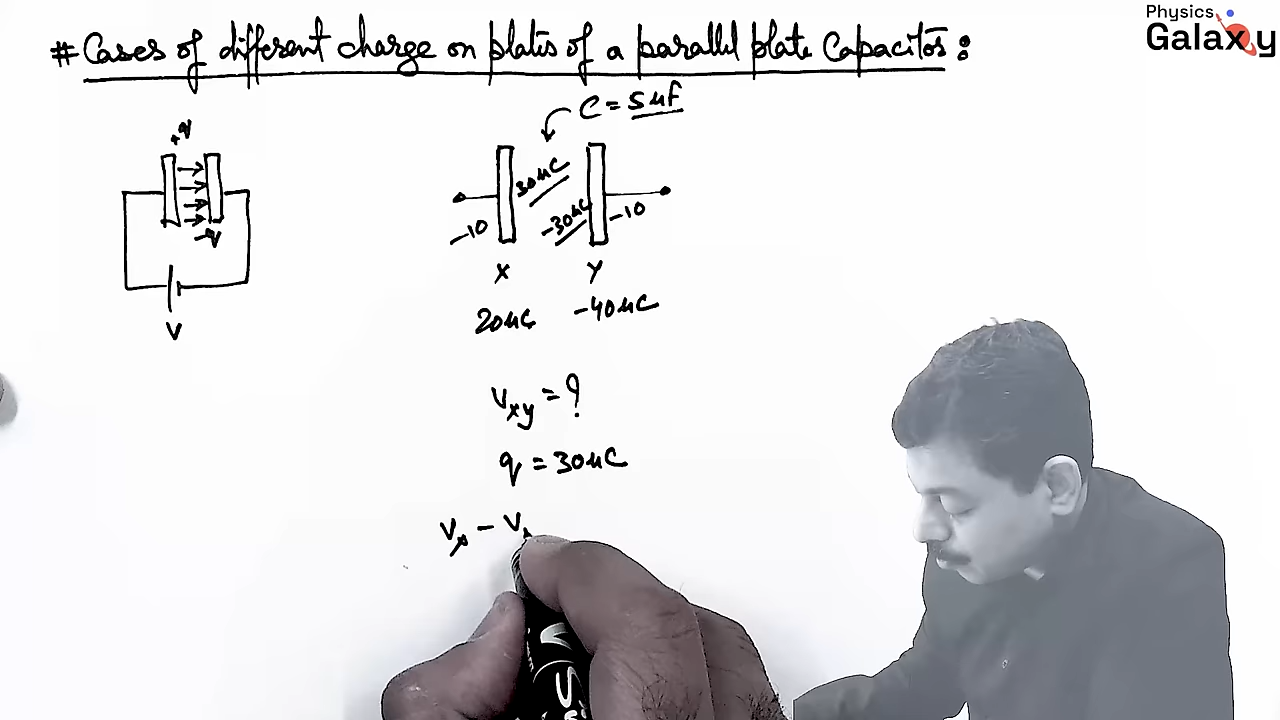 Physics
Galaxy
# Cases of different charge on plates of a parallel plate Capacitor :
C = 5μF
+q
-q
V
30μC
-30μC
-10
-10
X Y
20μC -40μC
Vxy = ?
q = 30μC
Vx - V